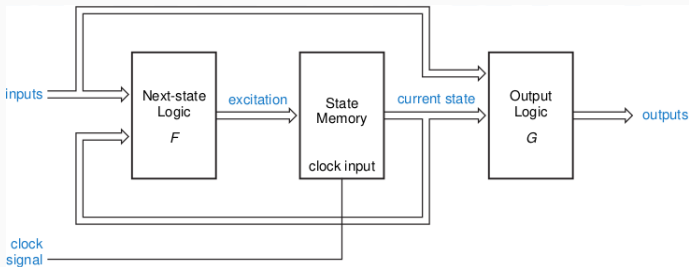 inputs
Next-state
Logic
F
excitation
State
Memory
clock input
current state
Output
Logic
G
outputs
clock
signal